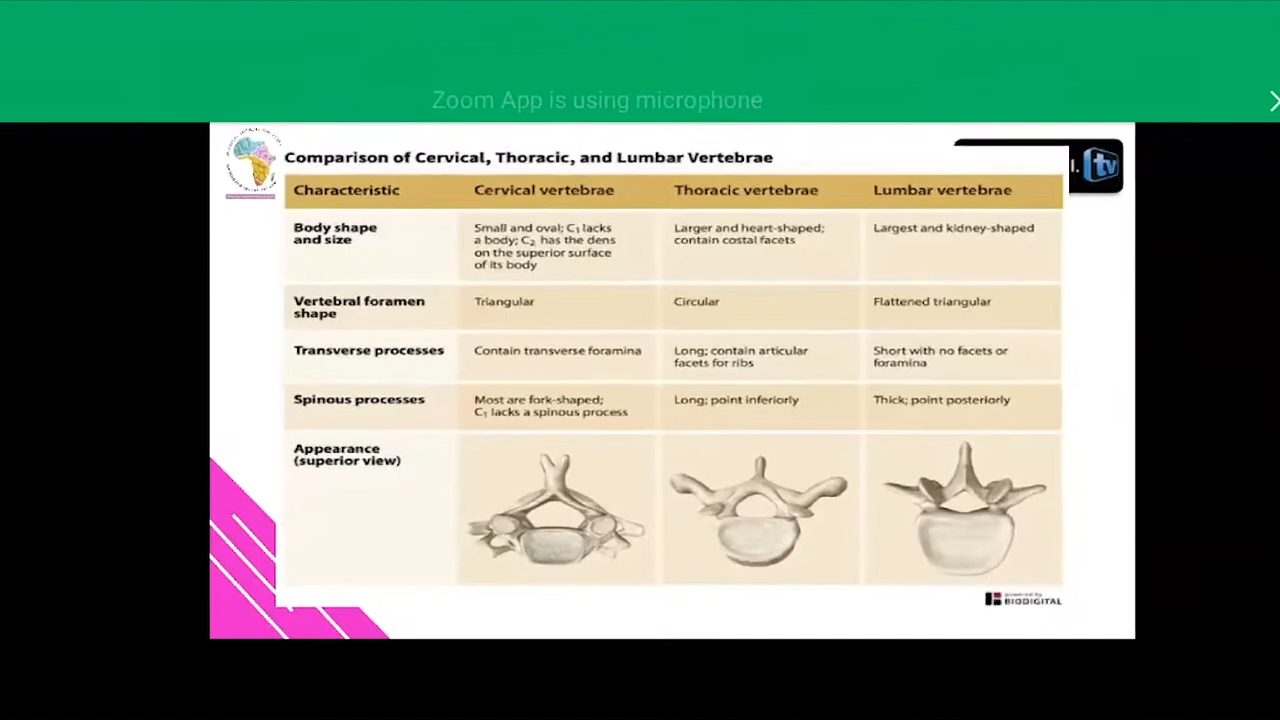 Zoom App is using microphone
Comparison of Cervical, Thoracic, and Lumbar Vertebrae
l. tv
Characteristic Cervical vertebrae Thoracic vertebrae Lumbar vertebrae
Body shape
and size
Small and oval; C₁ lacks
a body; C₂ has the dens
on the superior surface
of its body
Larger and heart-shaped;
contain costal facets
Largest and kidney-shaped
Vertebral foramen
shape
Triangular
Circular
Flattened triangular
Transverse processes
Contain transverse foramina
Long; contain articular
facets for ribs
Short with no facets or
foramina
Spinous processes
Most are fork-shaped;
C₁ lacks a spinous process
Long; point inferiorly
Thick; point posteriorly
Appearance
(superior view)
powered by
BIODIGITAL